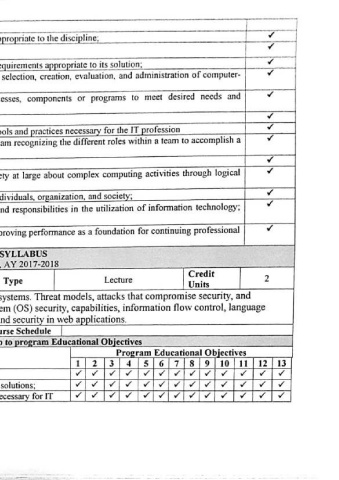 ppropriate to the discipline; ✓
✓
equirements appropriate to its solution; ✓
selection, creation, evaluation, and administration of computer- ✓
esses, components or programs to meet desired needs and ✓
✓
ools and practices necessary for the IT profession ✓
am recognizing the different roles within a team to accomplish a ✓
✓
ety at large about complex computing activities through logical ✓
dividuals, organization, and society; ✓
nd responsibilities in the utilization of information technology; ✓
proving performance as a foundation for continuing professional ✓
SYLLABUS
, AY 2017-2018
Type Lecture Credit Units 2
systems. Threat models, attacks that compromise security, and
em (OS) security, capabilities, information flow control, language
nd security in web applications.
urse Schedule
p to program Educational Objectives
Program Educational Objectives
1 2 3 4 5 6 7 8 9 10 11 12 13
✓ ✓ ✓ ✓ ✓ ✓ ✓ ✓ ✓ ✓ ✓ ✓ ✓
solutions; ✓ ✓ ✓ ✓ ✓ ✓ ✓ ✓ ✓ ✓ ✓ ✓ ✓
ecessary for IT ✓ ✓ ✓ ✓ ✓ ✓ ✓ ✓ ✓ ✓ ✓ ✓ ✓